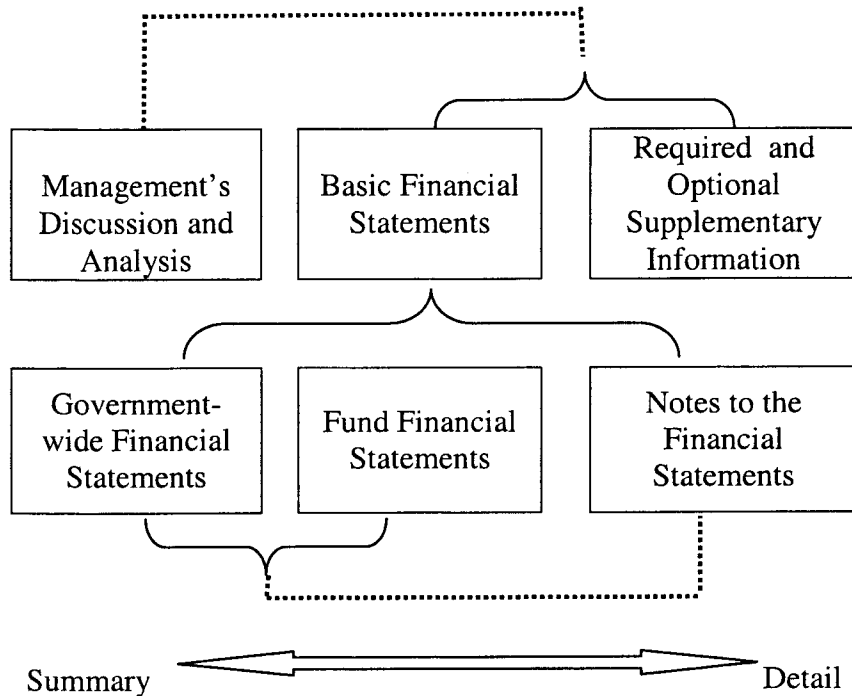 Management's
Discussion and
Analysis
Basic Financial
Statements
Required and
Optional
Supplementary
Information
Government-
wide Financial
Statements
Fund Financial
Statements
Notes to the
Financial
Statements
Summary
Detail